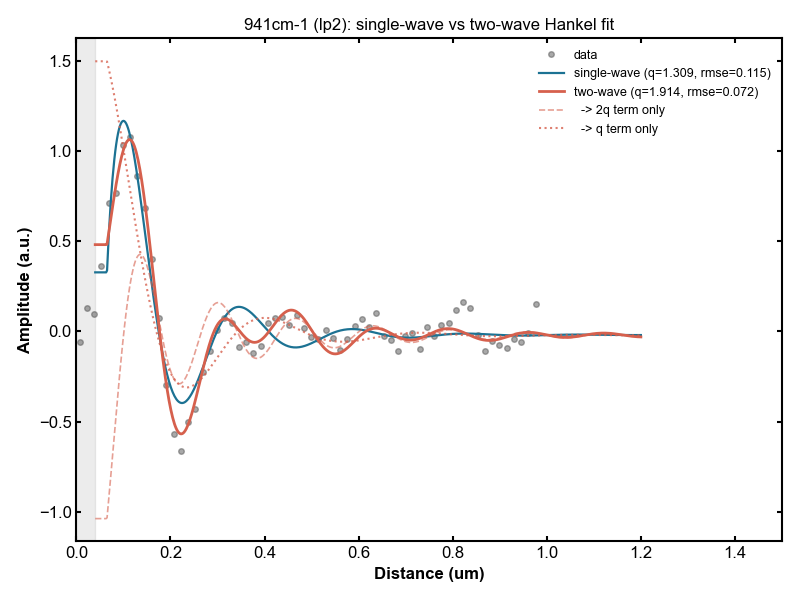 941cm-1 (lp2): single-wave vs two-wave Hankel fit
data
single-wave (q=1.309, rmse=0.115)
two-wave (q=1.914, rmse=0.072)
-> 2q term only
-> q term only
Amplitude (a.u.)
1.5
1.0
0.5
0.0
−0.5
−1.0
0.0 0.2 0.4 0.6 0.8 1.0 1.2 1.4
Distance (um)